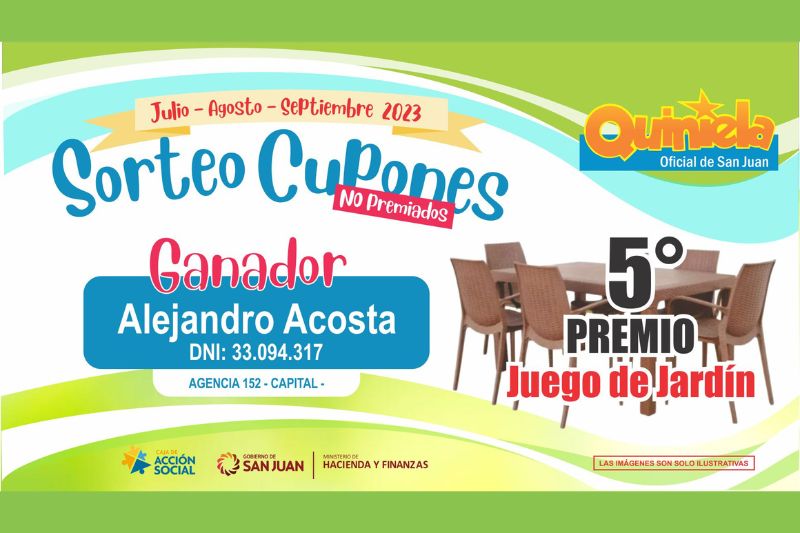 Julio - Agosto - Septiembre 2023
Sorteo Cupones
NO Premiados
Quiniela
Oficial de San Juan
Ganador
Alejandro Acosta
DNI: 33.094.317
AGENCIA 152 - CAPITAL -
5°
PREMIO
Juego de Jardín
CAJA DE
ACCIÓN
SOCIAL
GOBIERNO DE
SAN JUAN
MINISTERIO DE
HACIENDA Y FINANZAS
LAS IMÁGENES SON SOLO ILUSTRATIVAS